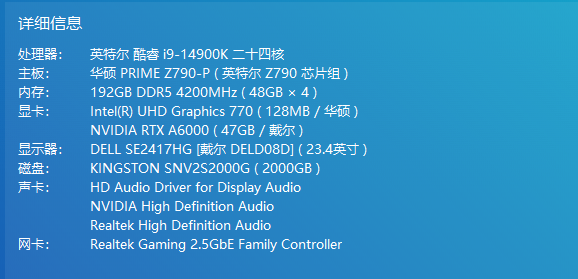 详细信息
处理器： 英特尔 酷睿 i9-14900K 二十四核
主板： 华硕 PRIME Z790-P ( 英特尔 Z790 芯片组 )
内存： 192GB DDR5 4200MHz ( 48GB × 4 )
显卡： Intel(R) UHD Graphics 770 ( 128MB / 华硕 )
NVIDIA RTX A6000 ( 47GB / 戴尔 )
显示器： DELL SE2417HG [戴尔 DELD08D] ( 23.4英寸 )
磁盘： KINGSTON SNV2S2000G ( 2000GB )
声卡： HD Audio Driver for Display Audio
NVIDIA High Definition Audio
Realtek High Definition Audio
网卡： Realtek Gaming 2.5GbE Family Controller